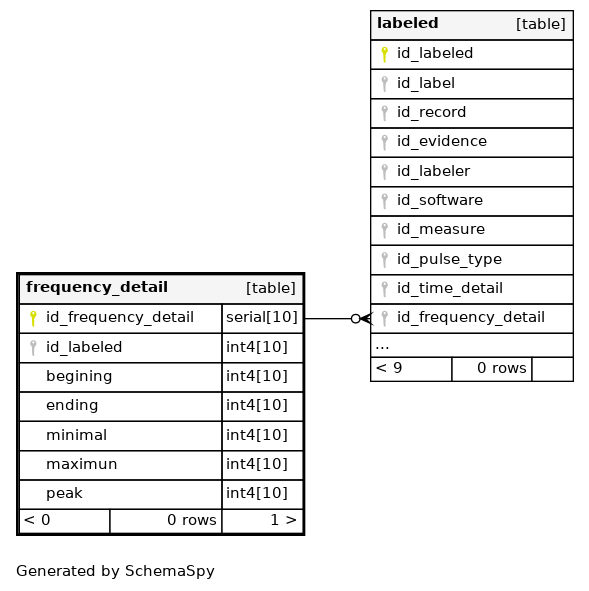 labeled [table]
id_labeled
id_label
id_record
id_evidence
id_labeler
id_software
id_measure
id_pulse_type
id_time_detail
id_frequency_detail
...
< 9 0 rows
frequency_detail [table]
id_frequency_detail serial[10]
id_labeled int4[10]
begining int4[10]
ending int4[10]
minimal int4[10]
maximun int4[10]
peak int4[10]
< 0 0 rows 1 >
Generated by SchemaSpy